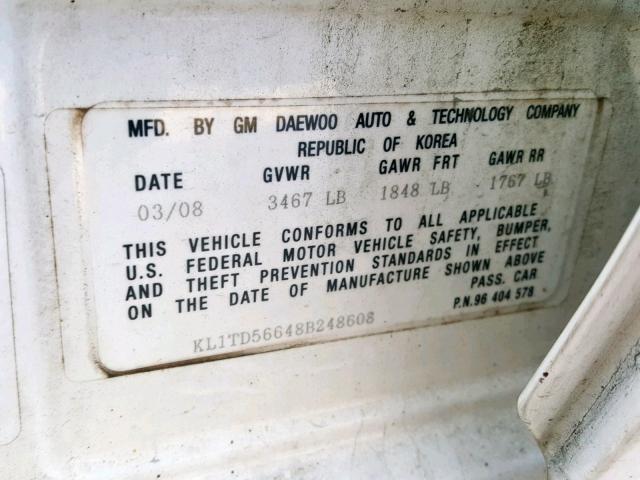 MFD. BY GM DAEWOO AUTO & TECHNOLOGY COMPANY
REPUBLIC OF KOREA
DATE GVWR GAWR FRT GAWR RR
03/08 3467 LB 1848 LB 1767 LB
THIS VEHICLE CONFORMS TO ALL APPLICABLE
U.S. FEDERAL MOTOR VEHICLE SAFETY, BUMPER,
AND THEFT PREVENTION STANDARDS IN EFFECT
ON THE DATE OF MANUFACTURE SHOWN ABOVE
PASS. CAR
P.N.96 404 578
KL1TD56648B248608